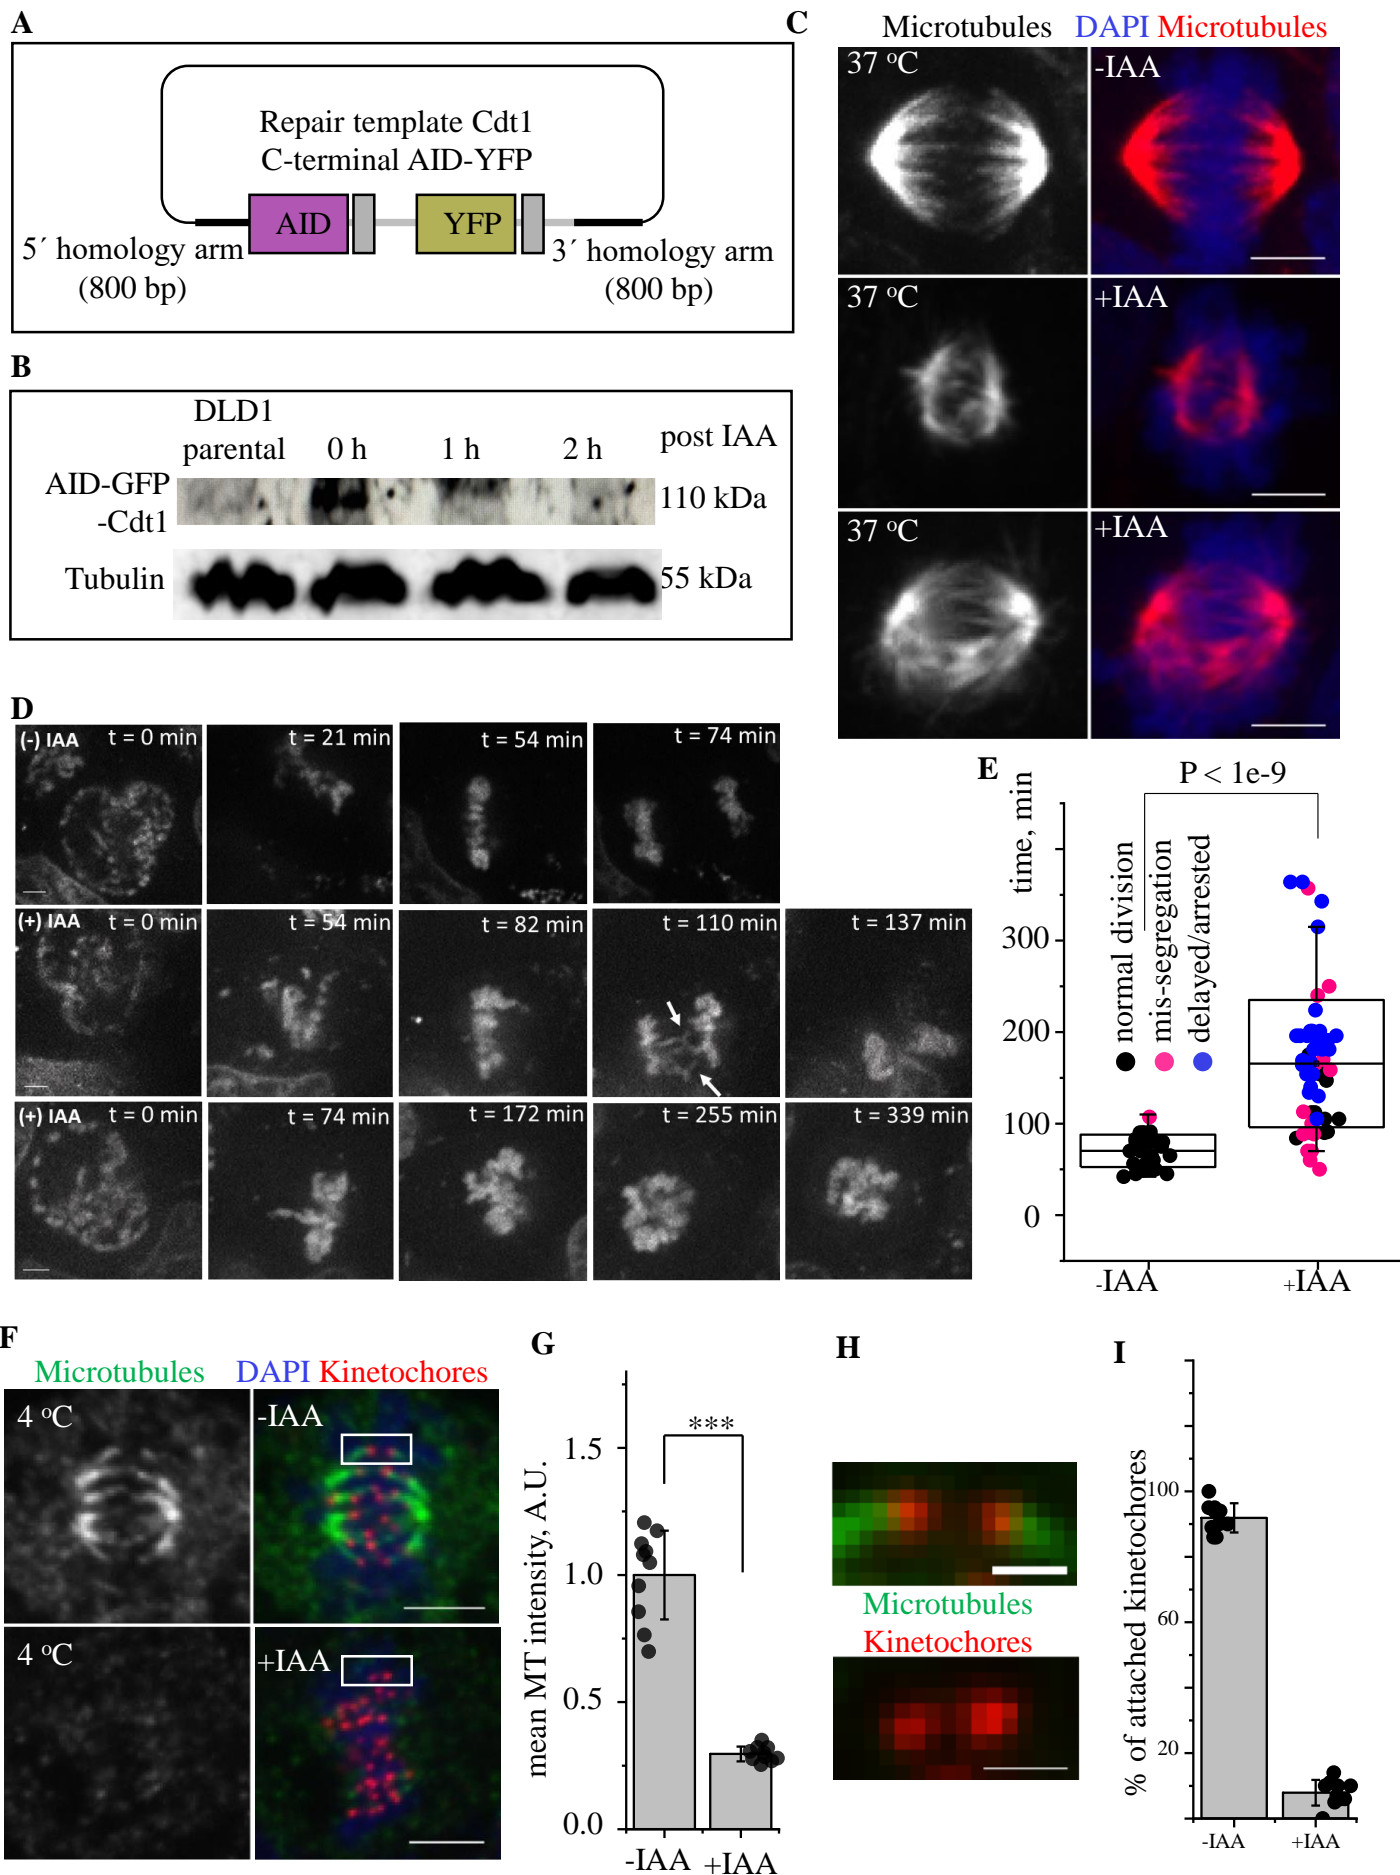 A
Repair template Cdt1
C-terminal AID-YFP
AID
YFP
5´ homology arm
(800 bp)
3´ homology arm
(800 bp)
B
DLD1
parental
0 h
1 h
2 h
post IAA
AID-GFP
-Cdt1
110 kDa
Tubulin
55 kDa
C
Microtubules
DAPI Microtubules
37 °C
-IAA
37 °C
+IAA
37 °C
+IAA
D
(-) IAA
t = 0 min
t = 21 min
t = 54 min
t = 74 min
(+) IAA
t = 0 min
t = 54 min
t = 82 min
t = 110 min
t = 137 min
(+) IAA
t = 0 min
t = 74 min
t = 172 min
t = 255 min
t = 339 min
E
P < 1e-9
time, min
300
200
100
0
normal division
mis-segregation
delayed/arrested
-IAA
+IAA
F
Microtubules
DAPI Kinetochores
4 °C
-IAA
4 °C
+IAA
G
***
mean MT intensity, A.U.
1.5
1.0
0.5
0.0
-IAA
+IAA
H
Microtubules
Kinetochores
I
% of attached kinetochores
100
60
20
-IAA
+IAA